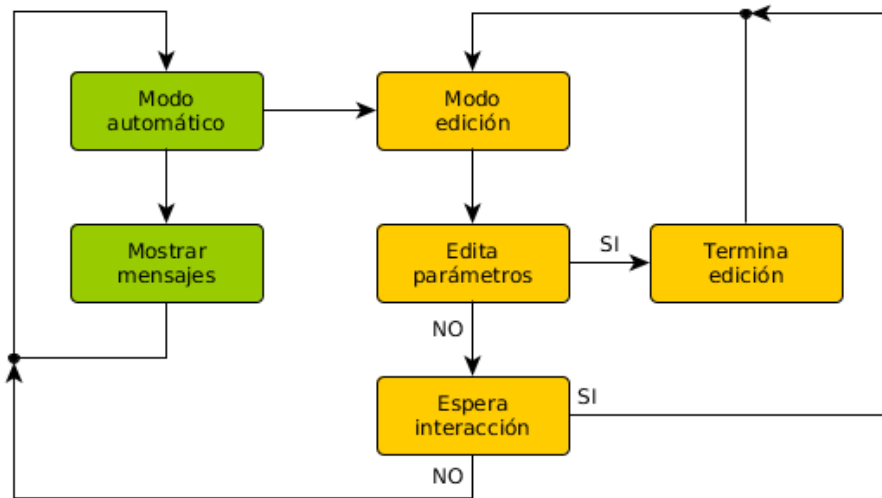 Modo
automático
Modo
edición
Mostrar
mensajes
Edita
parámetros
SI
Termina
edición
NO
Espera
interacción
SI
NO